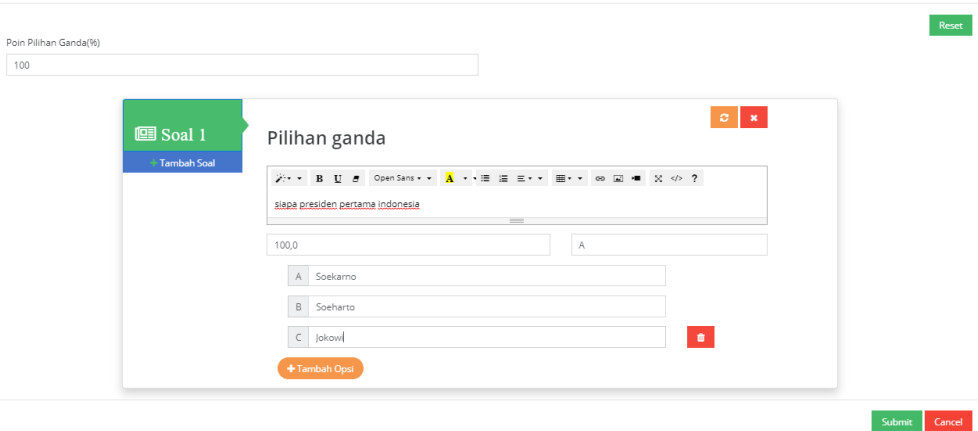 Reset
Poin Pilihan Ganda(%)
100
Soal 1
+ Tambah Soal
Pilihan ganda
B U Open Sans A </> ?
siapa presiden pertama indonesia
100,0 A
A Soekarno
B Soeharto
C Jokowi
+ Tambah Opsi
Submit Cancel